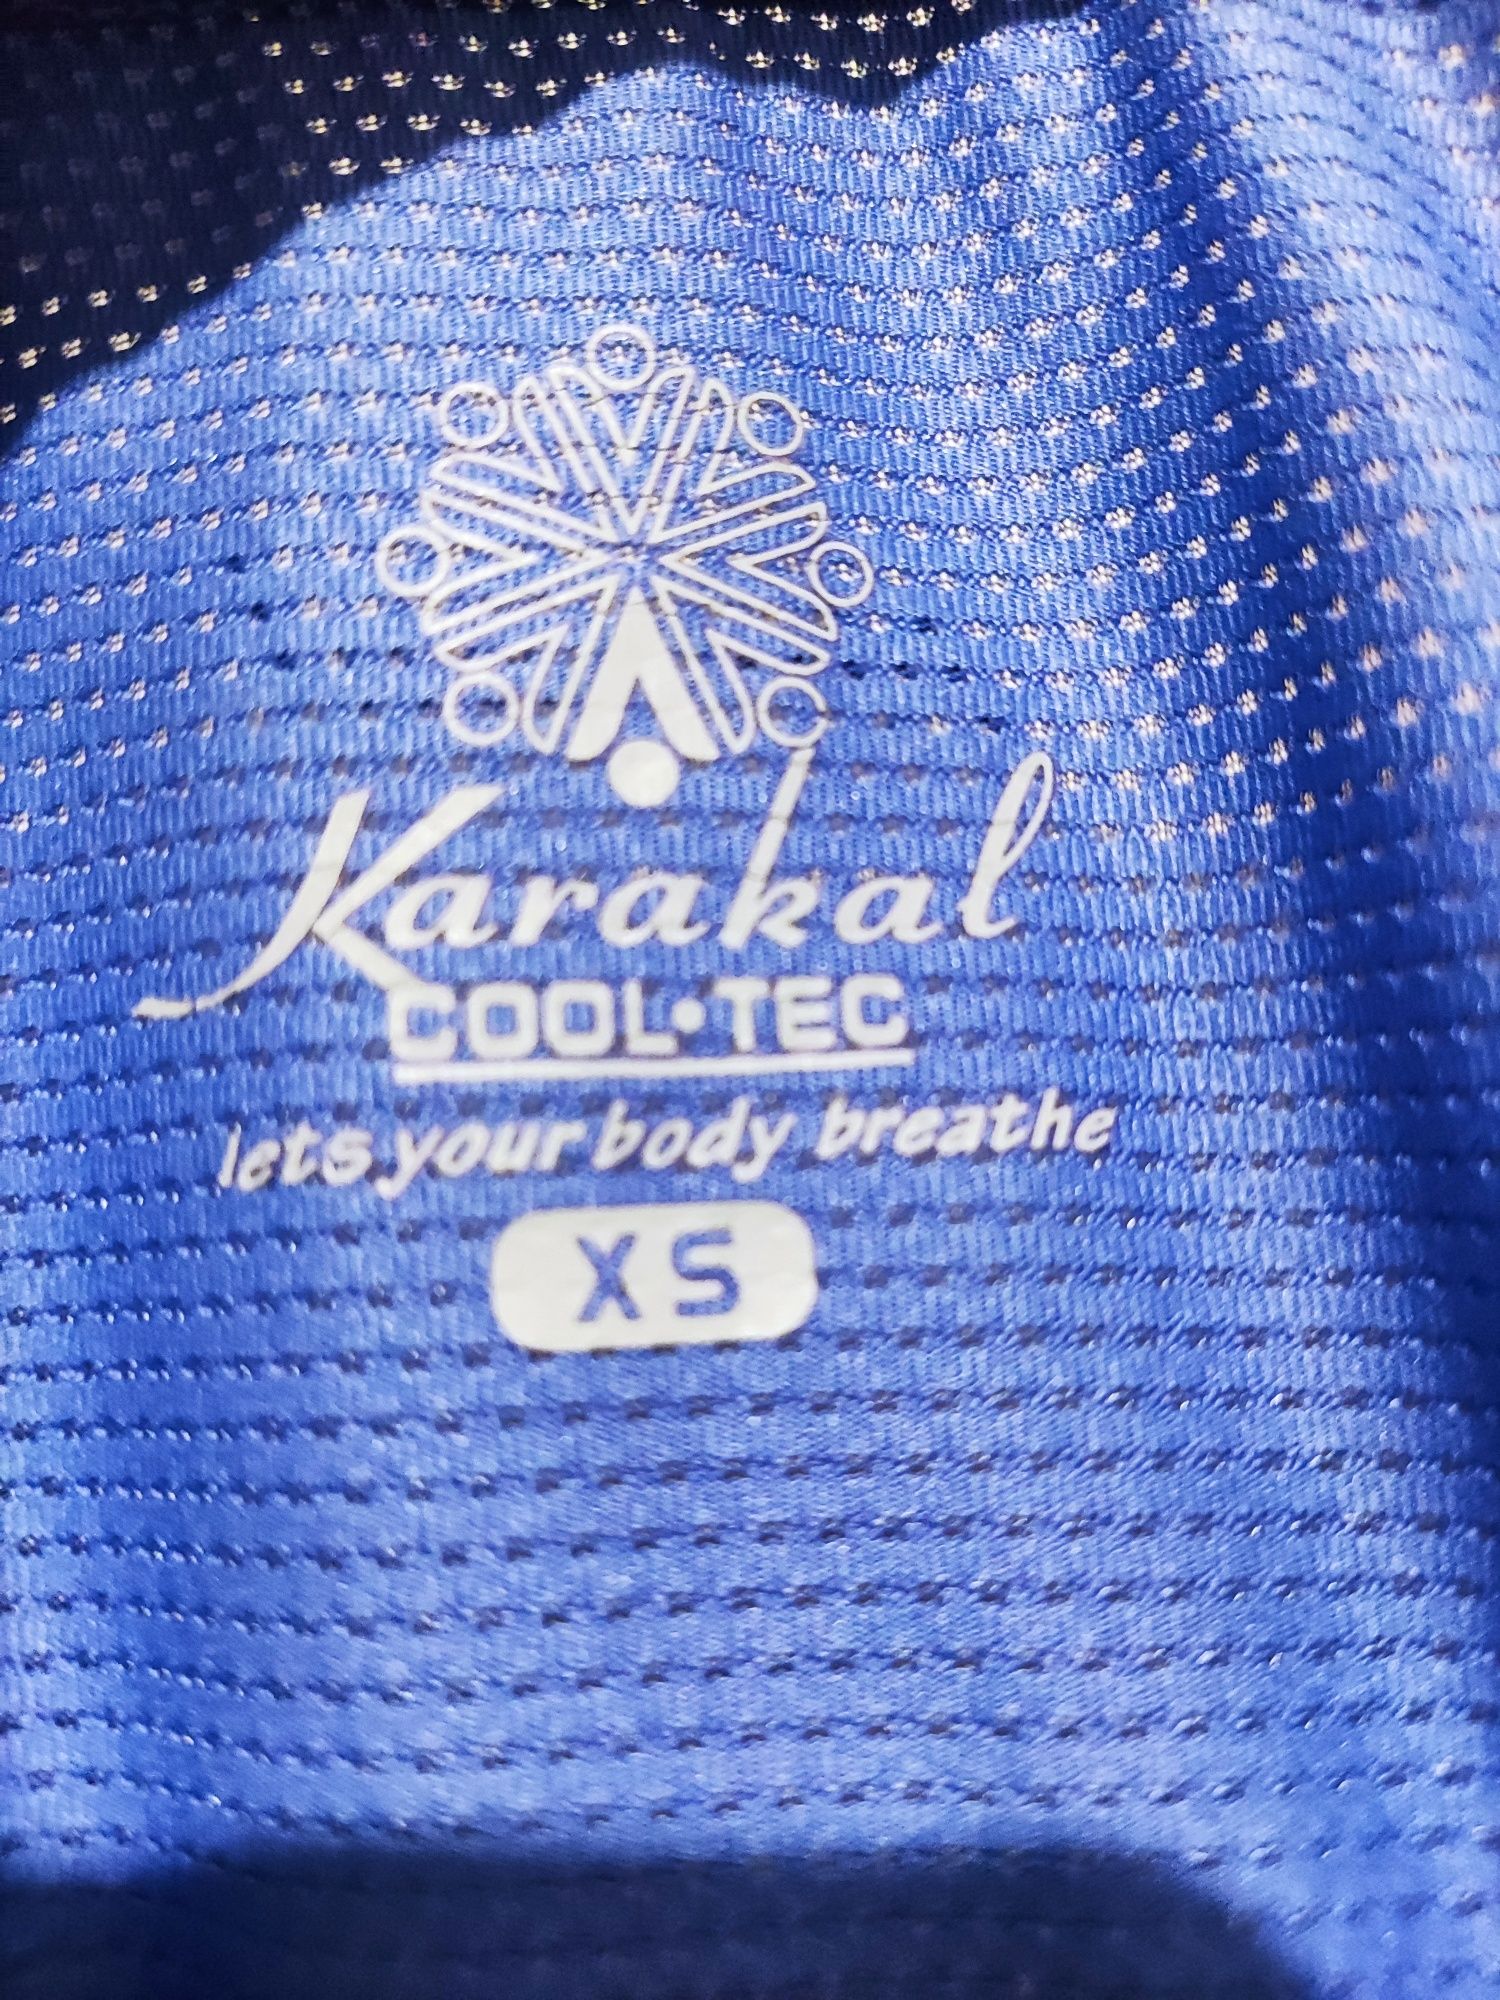 Karakal
COOL•TEC
lets your body breathe
XS